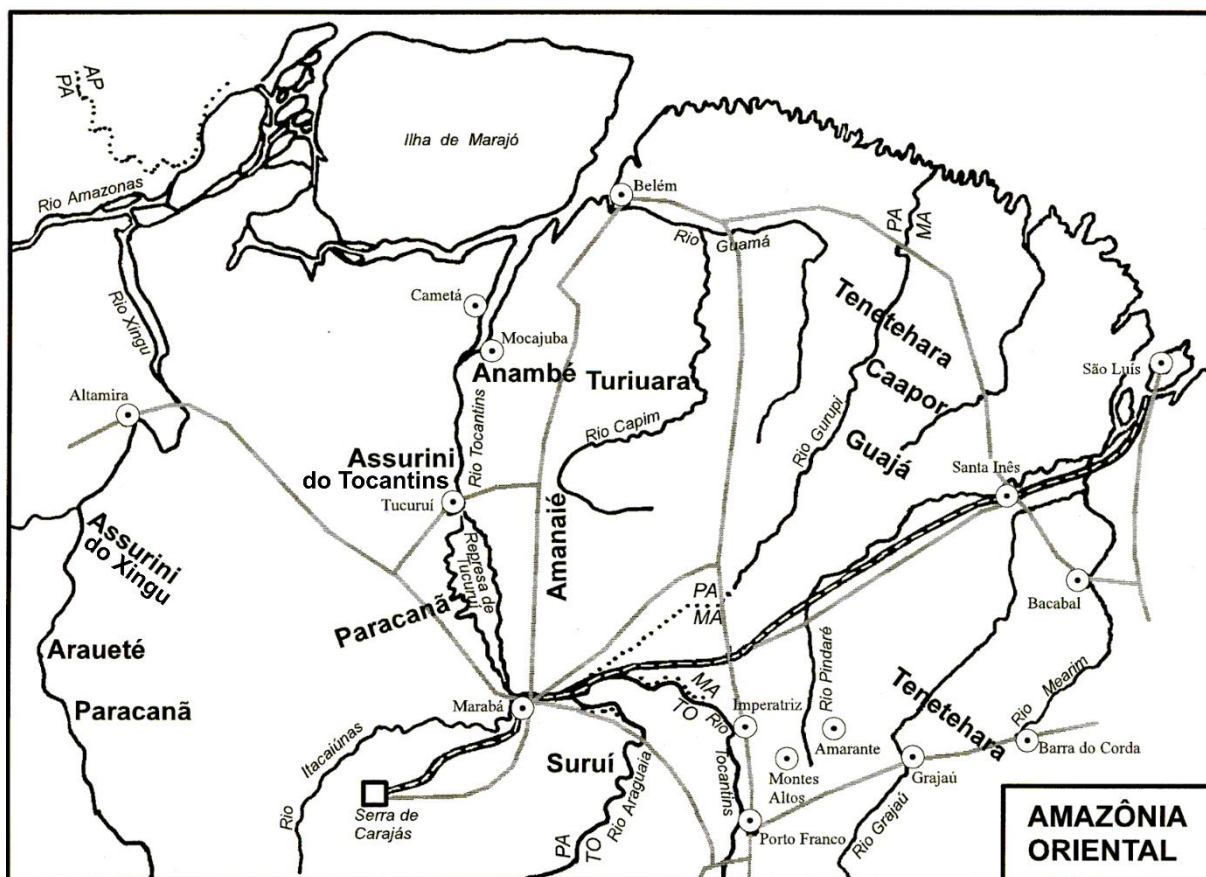 AP
PA
Ilha de Marajó
Rio Amazonas
Belém
PA
MA
Rio Guamá
Rio Xingu
Cametá
Mocajuba
Tenetehara
Anambé
Turiuara
Caapor
São Luís
Altamira
Rio Tocantins
Rio Capim
Rio Gurupi
Guajá
Assurini
do Tocantins
Santa Inês
Tucuruí
Assurini
do Xingu
Represa de
Tucuruí
Amanaié
Paracanã
PA
MA
Bacabal
Araueté
Paracanã
Marabá
MA
TO
Rio Tocantins
Imperatriz
Rio Pindaré
Amarante
Tenetehara
Rio Mearim
Barra do Corda
Rio Itacaiúnas
Suruí
Montes
Altos
Grajaú
Serra de
Carajás
PA
TO
Rio Araguaia
Porto Franco
Rio Grajaú
AMAZÔNIA
ORIENTAL